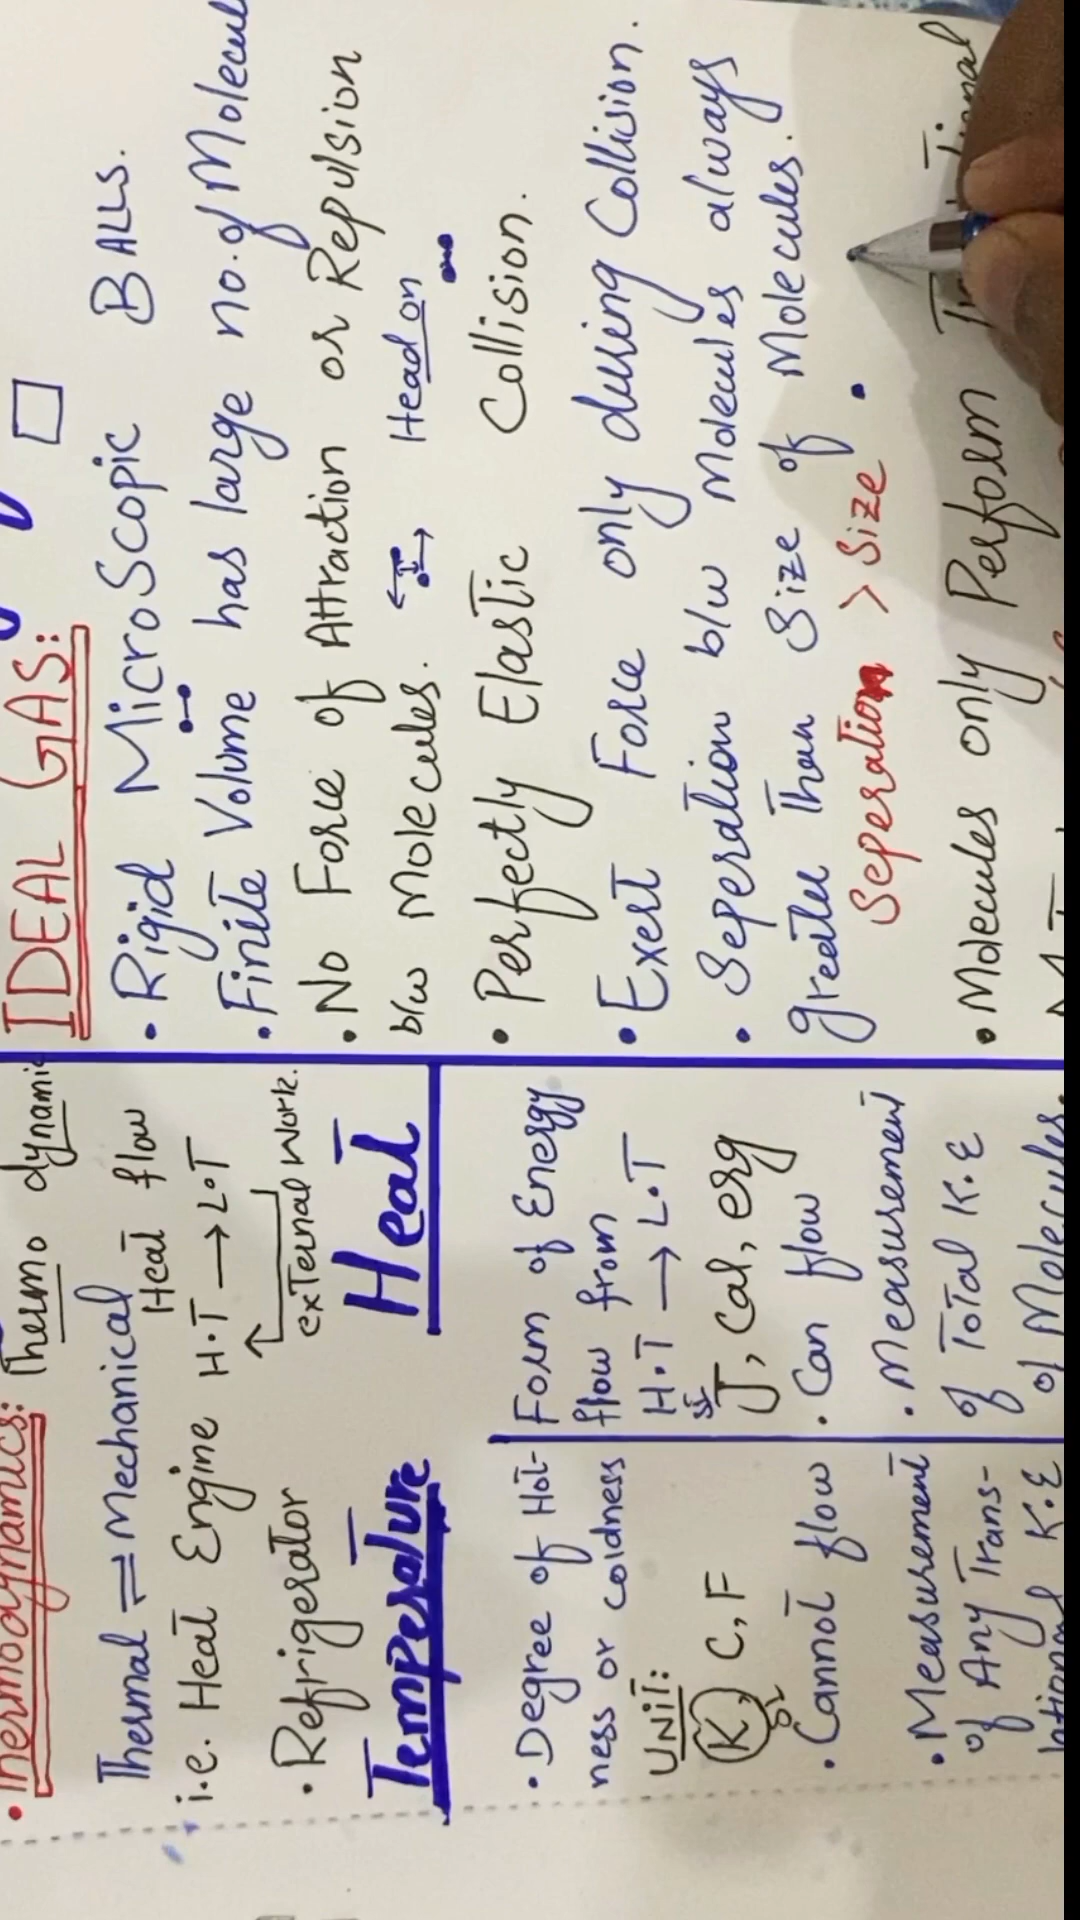 Thermodynamics: Thermo dynamic
Thermal ⇌ Mechanical
i.e. Heat Engine
Heat flow
H.T → L.T
external work.
• Refrigerator
Temperature
Heat
• Degree of Hot-
ness or coldness
UNIT:
K, C, F
SI
• Cannot flow
• Measurement
of Any Trans-
lational K.E
Form of Energy
flow from
H.T → L.T
SI
J, Cal, erg
• Can flow
• Measurement
of Total K.E
of Molecules.
IDEAL GAS:
• Rigid MicroScopic BALLS.
• Finite Volume has large no. of Molecul
• No Force of Attraction or Repulsion
b/w Molecules. Head on
• Perfectly Elastic Collision.
• Exert Force only during Collision.
• Seperation b/w Molecules always
greater Than Size of Molecules.
Seperation > Size
• Molecules only Perform